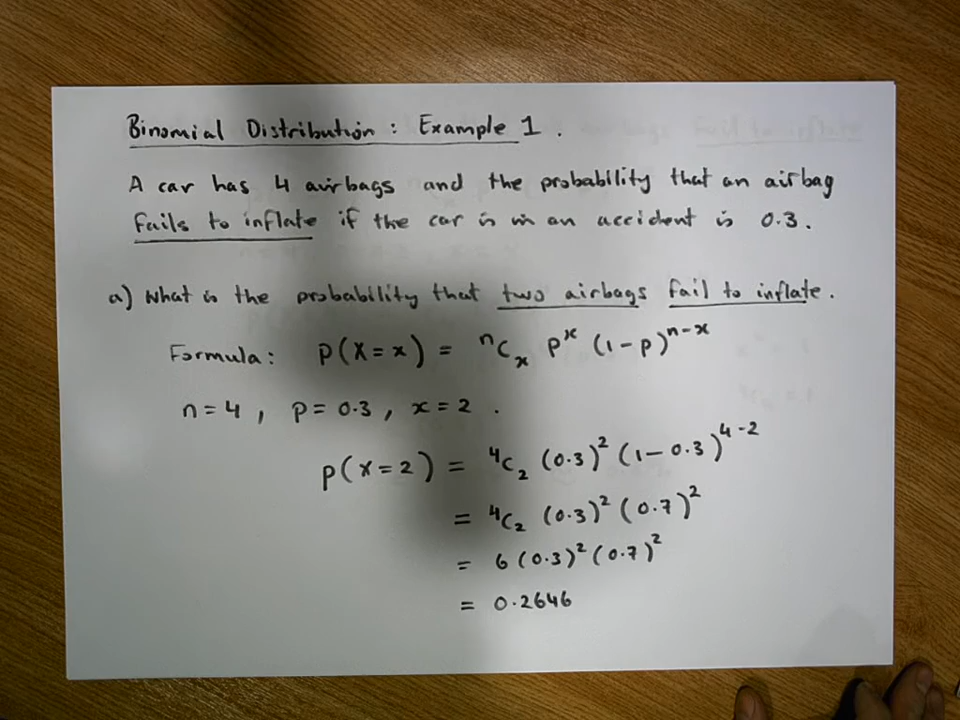 Binomial Distribution : Example 1 .
A car has 4 airbags and the probability that an airbag
fails to inflate if the car is in an accident is 0.3.
a) What is the probability that two airbags fail to inflate.
Formula : P(X=x) = ⁿCₓ pˣ (1-p)ⁿ⁻ˣ
n=4 , p=0.3 , x=2 .
P(X=2) = ⁴C₂ (0.3)² (1-0.3)⁴⁻²
= ⁴C₂ (0.3)² (0.7)²
= 6 (0.3)² (0.7)²
= 0.2646